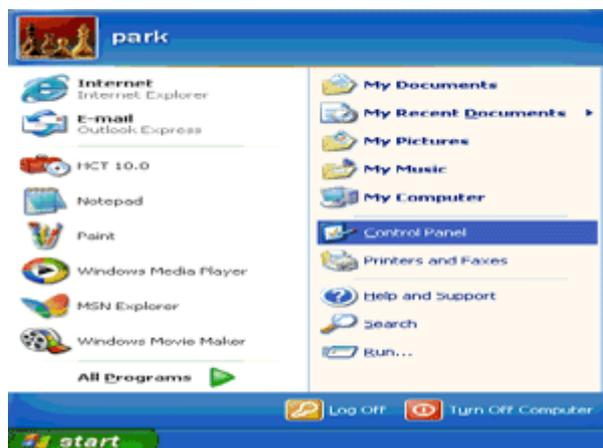 park
Internet
Internet Explorer
E-mail
Outlook Express
HCT 10.0
Notepad
Paint
Windows Media Player
MSN Explorer
Windows Movie Maker
All Programs
My Documents
My Recent Documents
My Pictures
My Music
My Computer
Control Panel
Printers and Faxes
Help and Support
Search
Run...
Log Off
Turn Off Computer
start